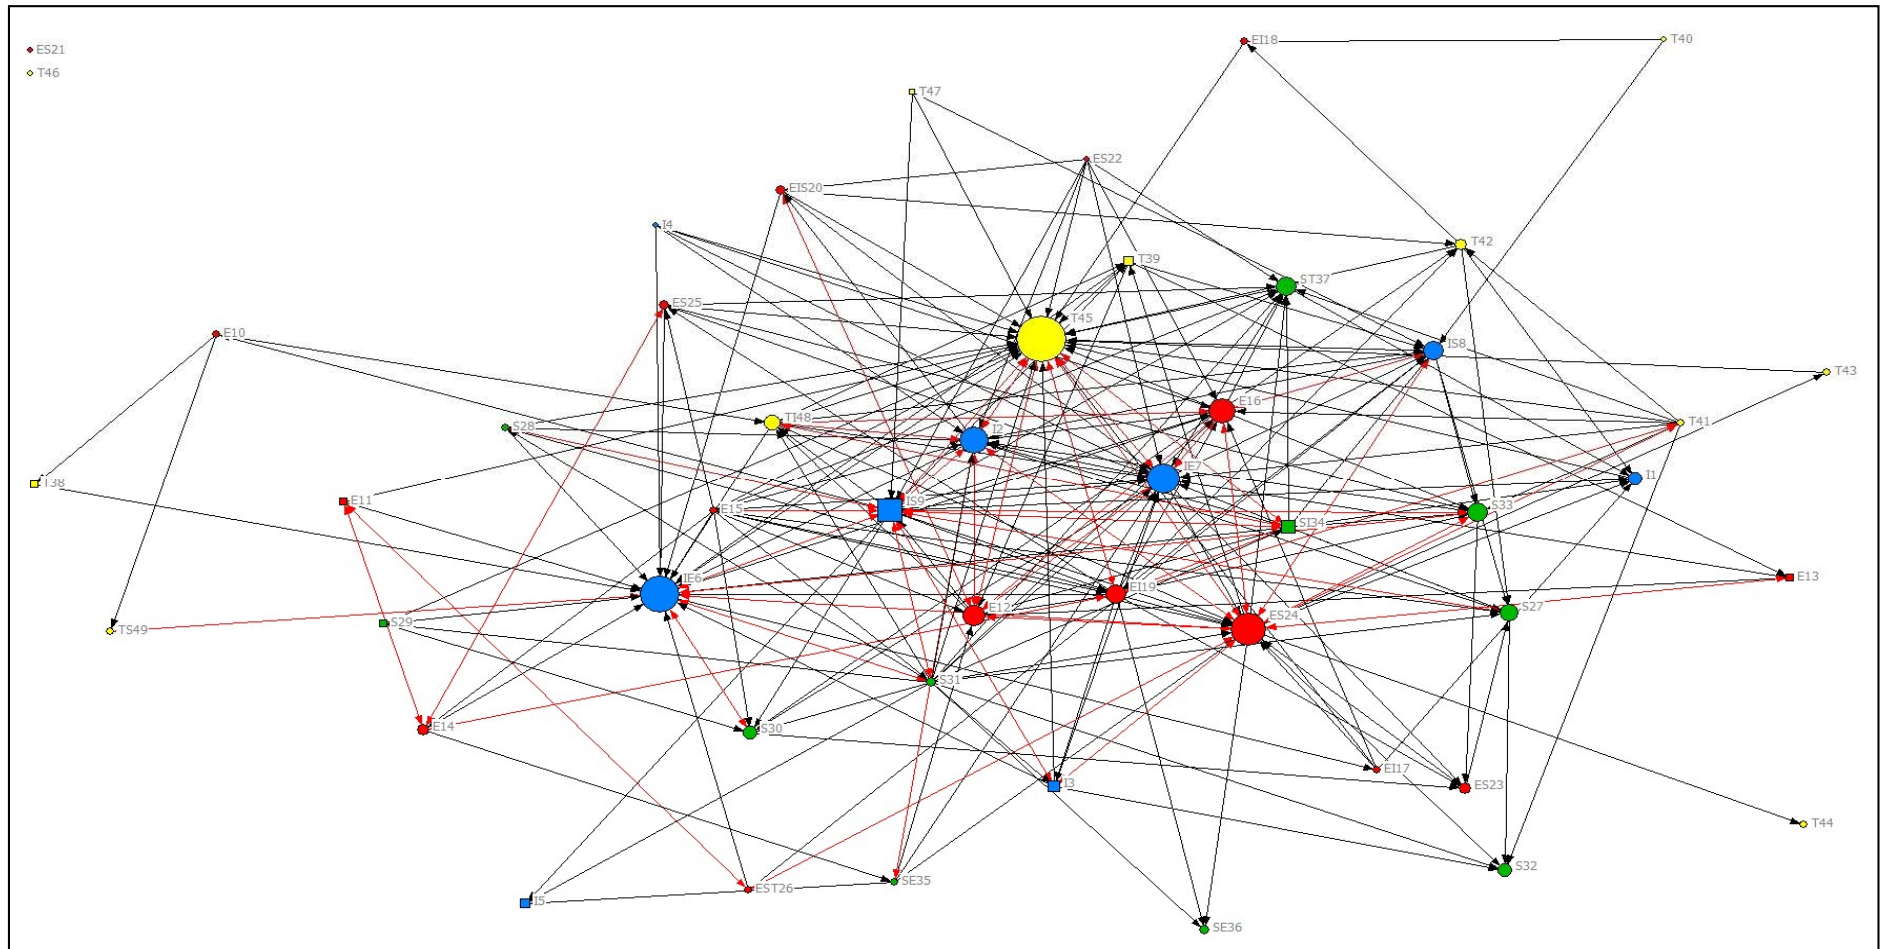 ES21
EI18
T40
T46
T47
ES22
EIS20
I4
T42
T39
ST37
ES25
T45
E10
IS8
T43
E16
TI48
S28
I2
T41
IE7
I1
T38
E11
IS9
E15
S33
SI34
IE6
E13
EI19
E12
S27
ES24
TS49
S29
S31
E14
S30
EI17
I3
ES23
T44
S32
SE35
EST26
I5
SE36